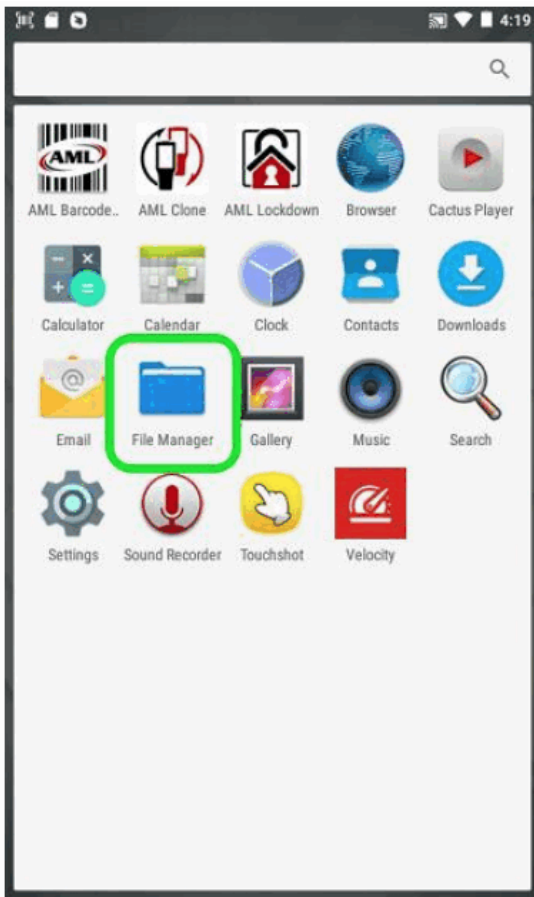 4:19
AML Barcode..
AML Clone
AML Lockdown
Browser
Cactus Player
AML
Calculator
Calendar
Clock
Contacts
Downloads
Email
File Manager
Gallery
Music
Search
Settings
Sound Recorder
Touchshot
Velocity